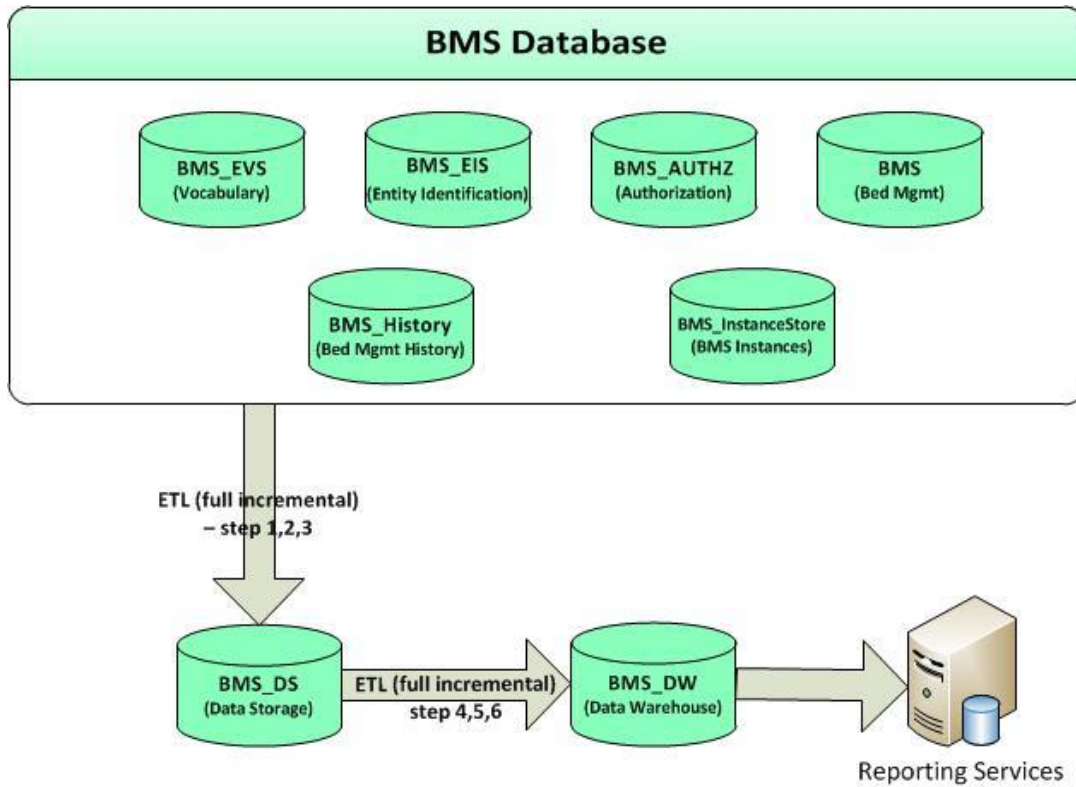 BMS Database
BMS_EVS
(Vocabulary)
BMS_EIS
(Entity Identification)
BMS_AUTHZ
(Authorization)
BMS
(Bed Mgmt)
BMS_History
(Bed Mgmt History)
BMS_InstanceStore
(BMS Instances)
ETL (full incremental)
– step 1,2,3
BMS_DS
(Data Storage)
ETL (full incremental)
step 4,5,6
BMS_DW
(Data Warehouse)
Reporting Services